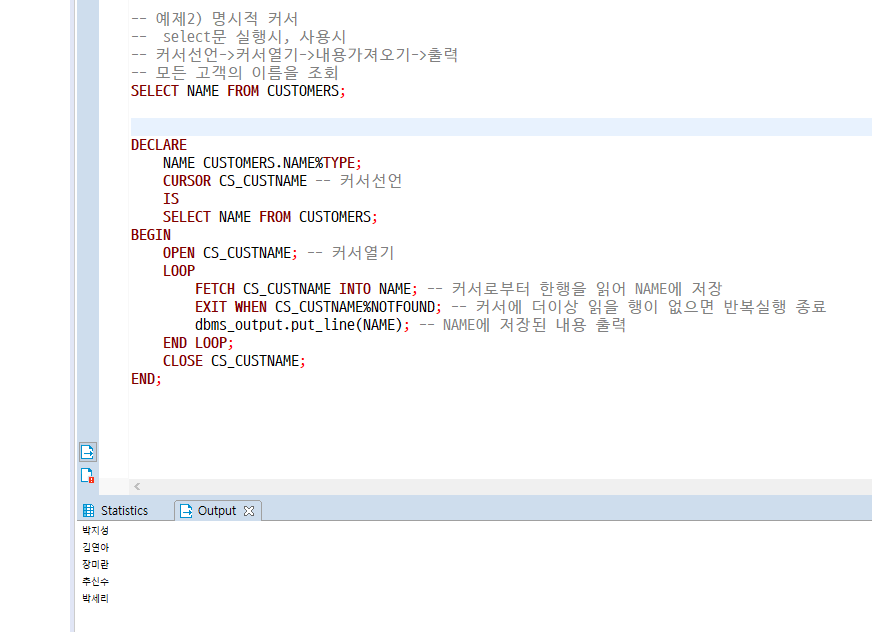 -- 예제2) 명시적 커서
--  select문 실행시, 사용시
-- 커서선언->커서열기->내용가져오기->출력
-- 모든 고객의 이름을 조회
SELECT NAME FROM CUSTOMERS;
DECLARE
NAME CUSTOMERS.NAME%TYPE;
CURSOR CS_CUSTNAME -- 커서선언
IS
SELECT NAME FROM CUSTOMERS;
BEGIN
OPEN CS_CUSTNAME; -- 커서열기
LOOP
FETCH CS_CUSTNAME INTO NAME; -- 커서로부터 한행을 읽어 NAME에 저장
EXIT WHEN CS_CUSTNAME%NOTFOUND; -- 커서에 더이상 읽을 행이 없으면 반복실행 종료
dbms_output.put_line(NAME); -- NAME에 저장된 내용 출력
END LOOP;
CLOSE CS_CUSTNAME;
END;
Statistics
Output
박지성
김연아
장미란
추신수
박세리